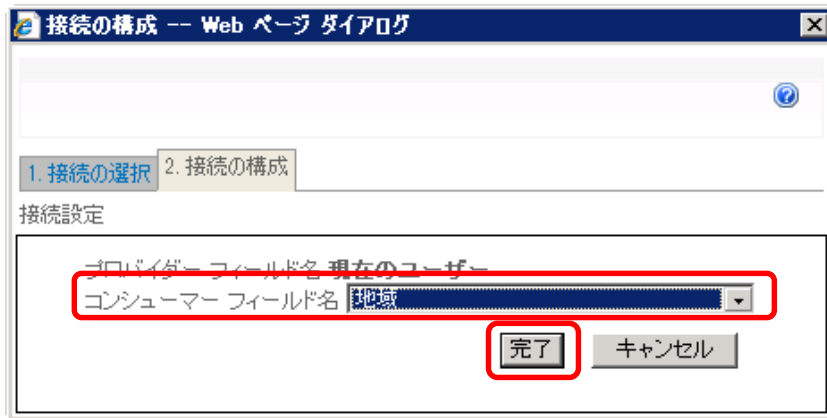 接続の構成 -- Web ページ ダイアログ
1. 接続の選択 2. 接続の構成
接続設定
プロバイダー フィールド名 現在のユーザー
コンシューマー フィールド名 地域
完了 キャンセル